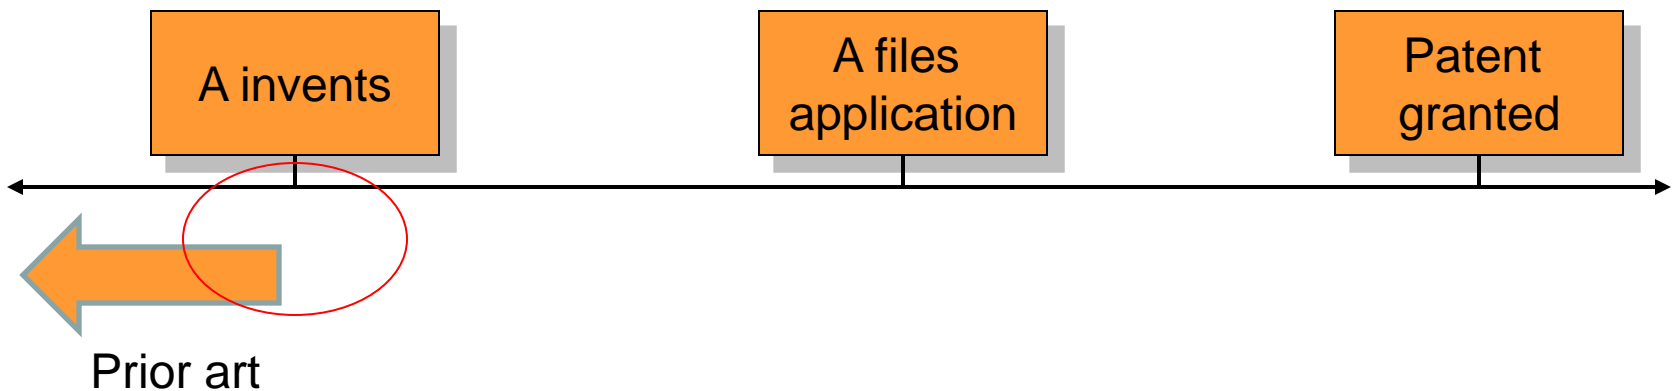 A invents
A files
application
Patent
granted
Prior art